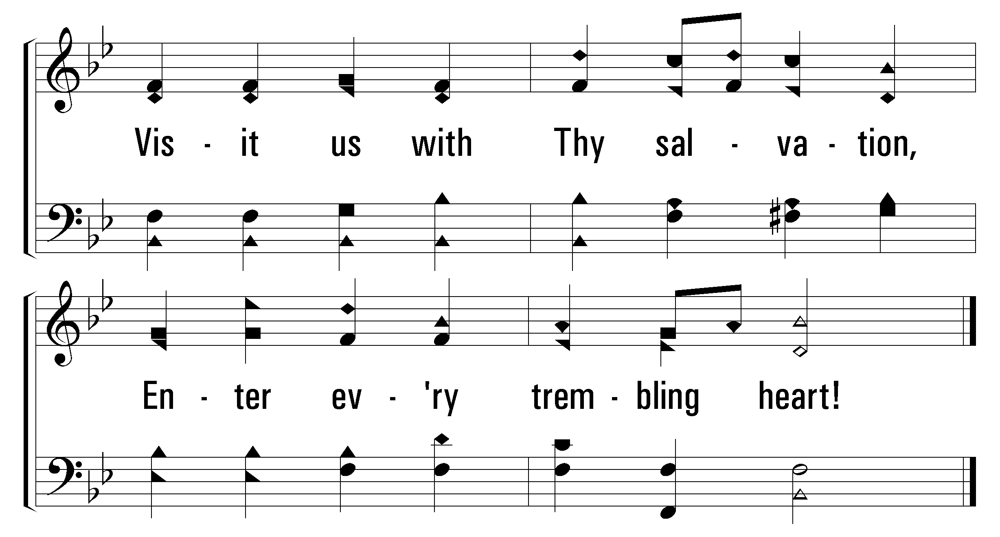 Vis - it us with Thy sal - va - tion,
En - ter ev - 'ry trem - bling heart!